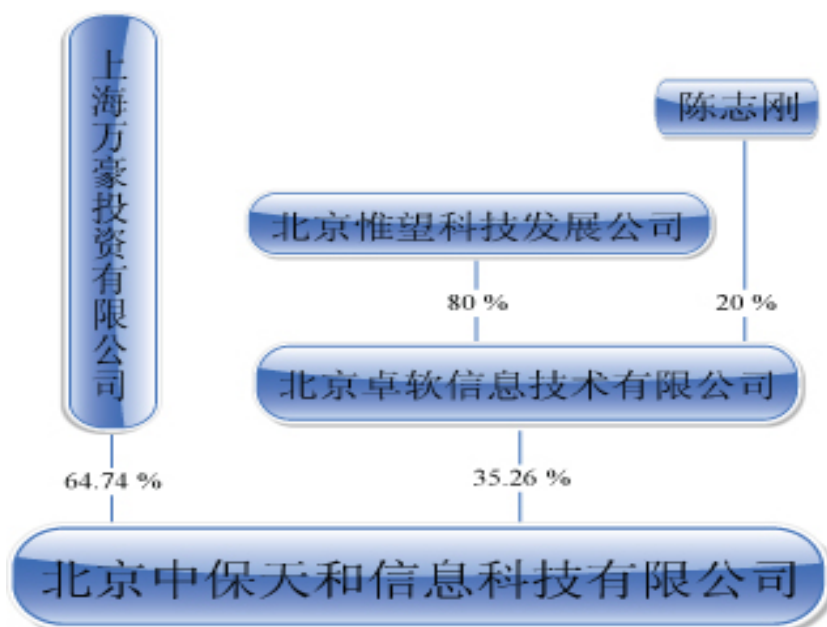 上海万豪投资有限公司
陈志刚
北京惟望科技发展公司
80 %
20 %
北京卓软信息技术有限公司
64.74 %
35.26 %
北京中保天和信息科技有限公司